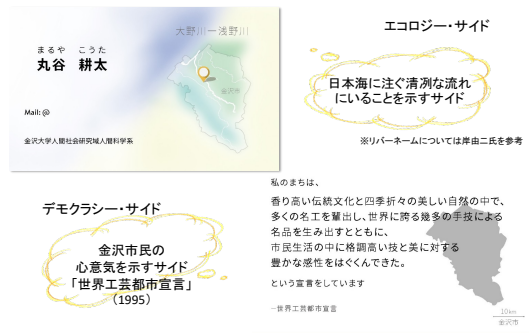 大野川ー浅野川
まるや こうた
丸谷 耕太
金沢市
Mail: @
金沢大学人間社会研究域人間科学系
エコロジー・サイド
日本海に注ぐ清冽な流れ
にいることを示すサイド
※リバーネームについては岸由二氏を参考
デモクラシー・サイド
金沢市民の
心意気を示すサイド
「世界工芸都市宣言」
(1995)
私のまちは、
香り高い伝統文化と四季折々の美しい自然の中で、
多くの名工を輩出し、世界に誇る幾多の手技による
名品を生み出すとともに、
市民生活の中に格調高い技と美に対する
豊かな感性をはぐくんできた。
という宣言をしています
−世界工芸都市宣言
10km
金沢市